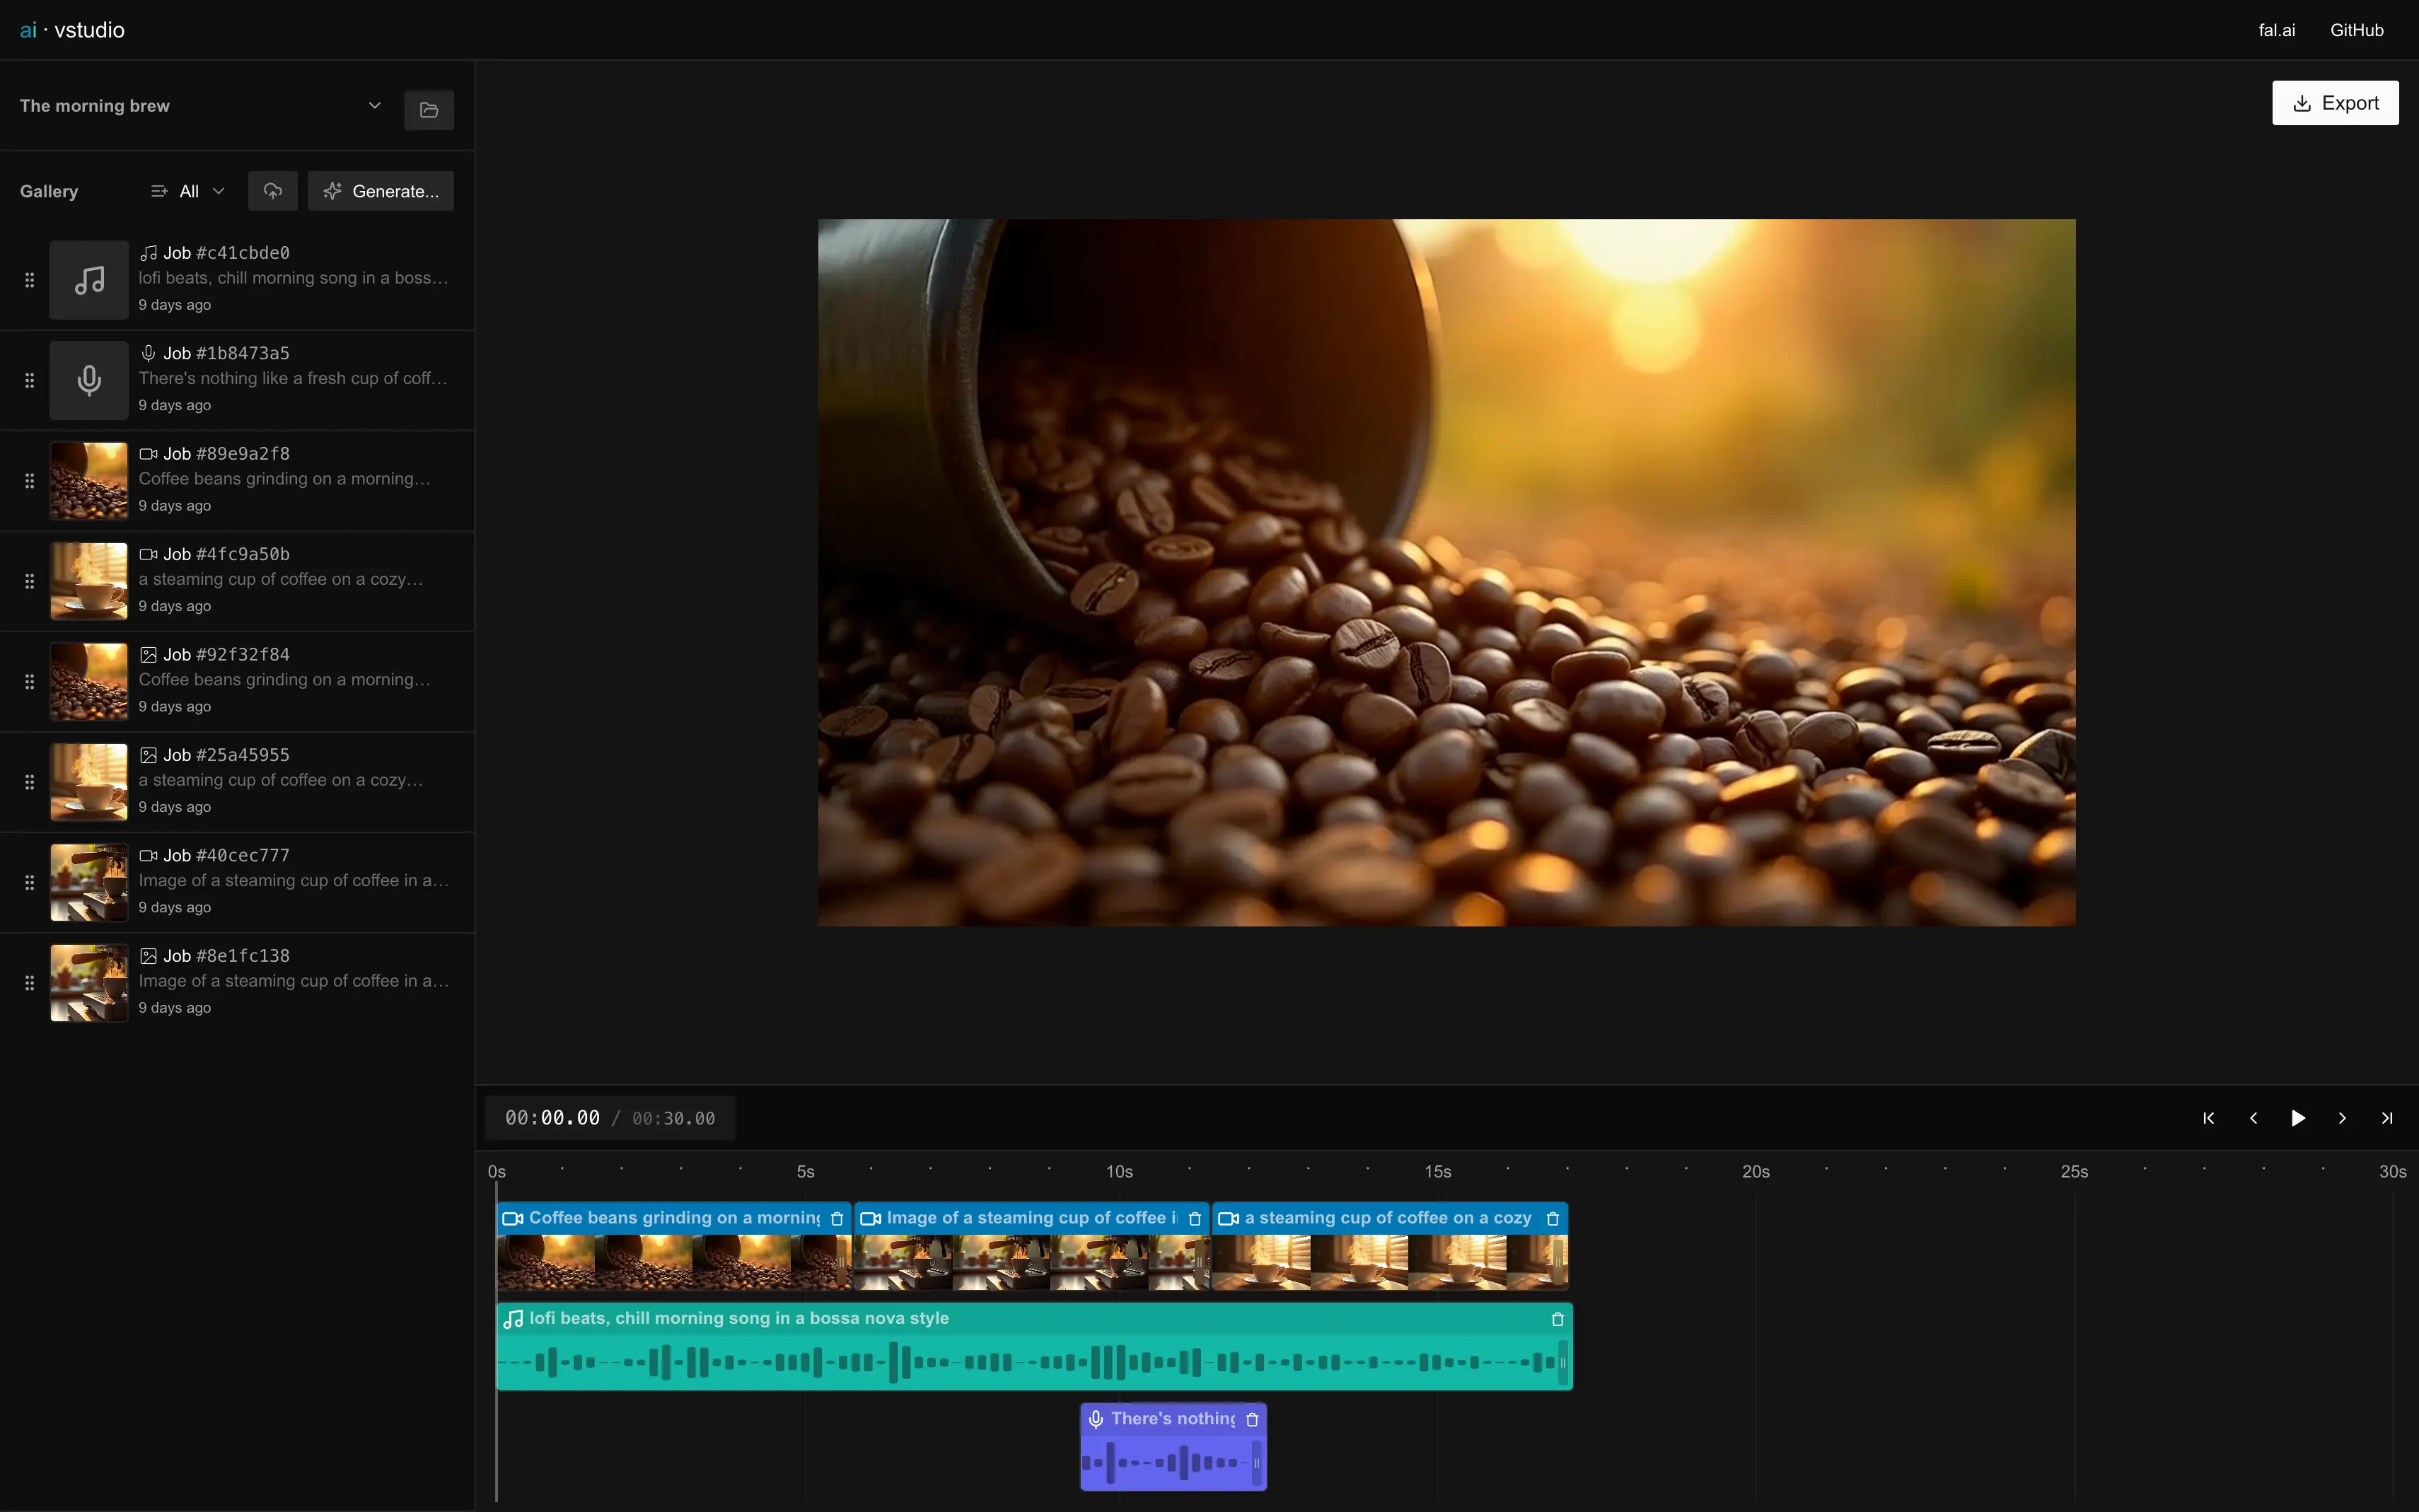 ai · vstudio
fal.ai
GitHub
The morning brew
Export
Gallery
All
Generate...
Job #c41cbde0
lofi beats, chill morning song in a boss…
9 days ago
Job #1b8473a5
There's nothing like a fresh cup of coff…
9 days ago
Job #89e9a2f8
Coffee beans grinding on a morning…
9 days ago
Job #4fc9a50b
a steaming cup of coffee on a cozy…
9 days ago
Job #92f32f84
Coffee beans grinding on a morning…
9 days ago
Job #25a45955
a steaming cup of coffee on a cozy…
9 days ago
Job #40cec777
Image of a steaming cup of coffee in a…
9 days ago
Job #8e1fc138
Image of a steaming cup of coffee in a…
9 days ago
00:00.00 / 00:30.00
0s 5s 10s 15s 20s 25s 30s
Coffee beans grinding on a morning
Image of a steaming cup of coffee i
a steaming cup of coffee on a cozy
lofi beats, chill morning song in a bossa nova style
There's nothing